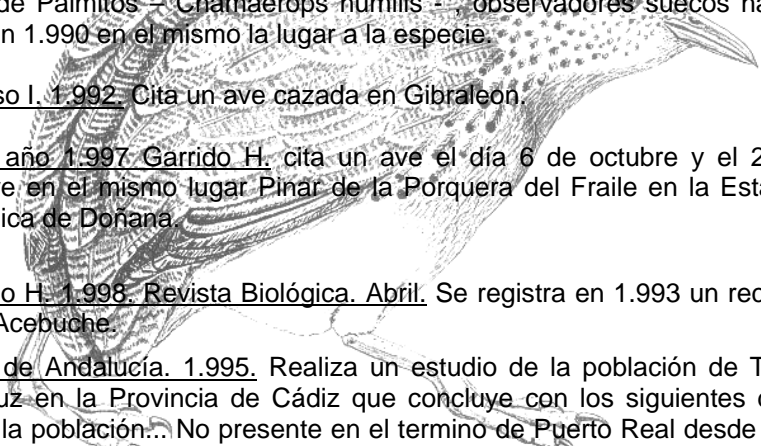 de Palmitos – Chamaerops humilis - , observadores suecos ha
n 1.990 en el mismo la lugar a la especie.
so I. 1.992. Cita un ave cazada en Gibraleon.
año 1.997 Garrido H. cita un ave el día 6 de octubre y el 2
e en el mismo lugar Pinar de la Porquera del Fraile en la Esta
ica de Doñana.
o H. 1.998. Revista Biológica. Abril. Se registra en 1.993 un rec
Acebuche.
de Andalucía. 1.995. Realiza un estudio de la población de T
uz en la Provincia de Cádiz que concluye con los siguientes
la población... No presente en el termino de Puerto Real desde